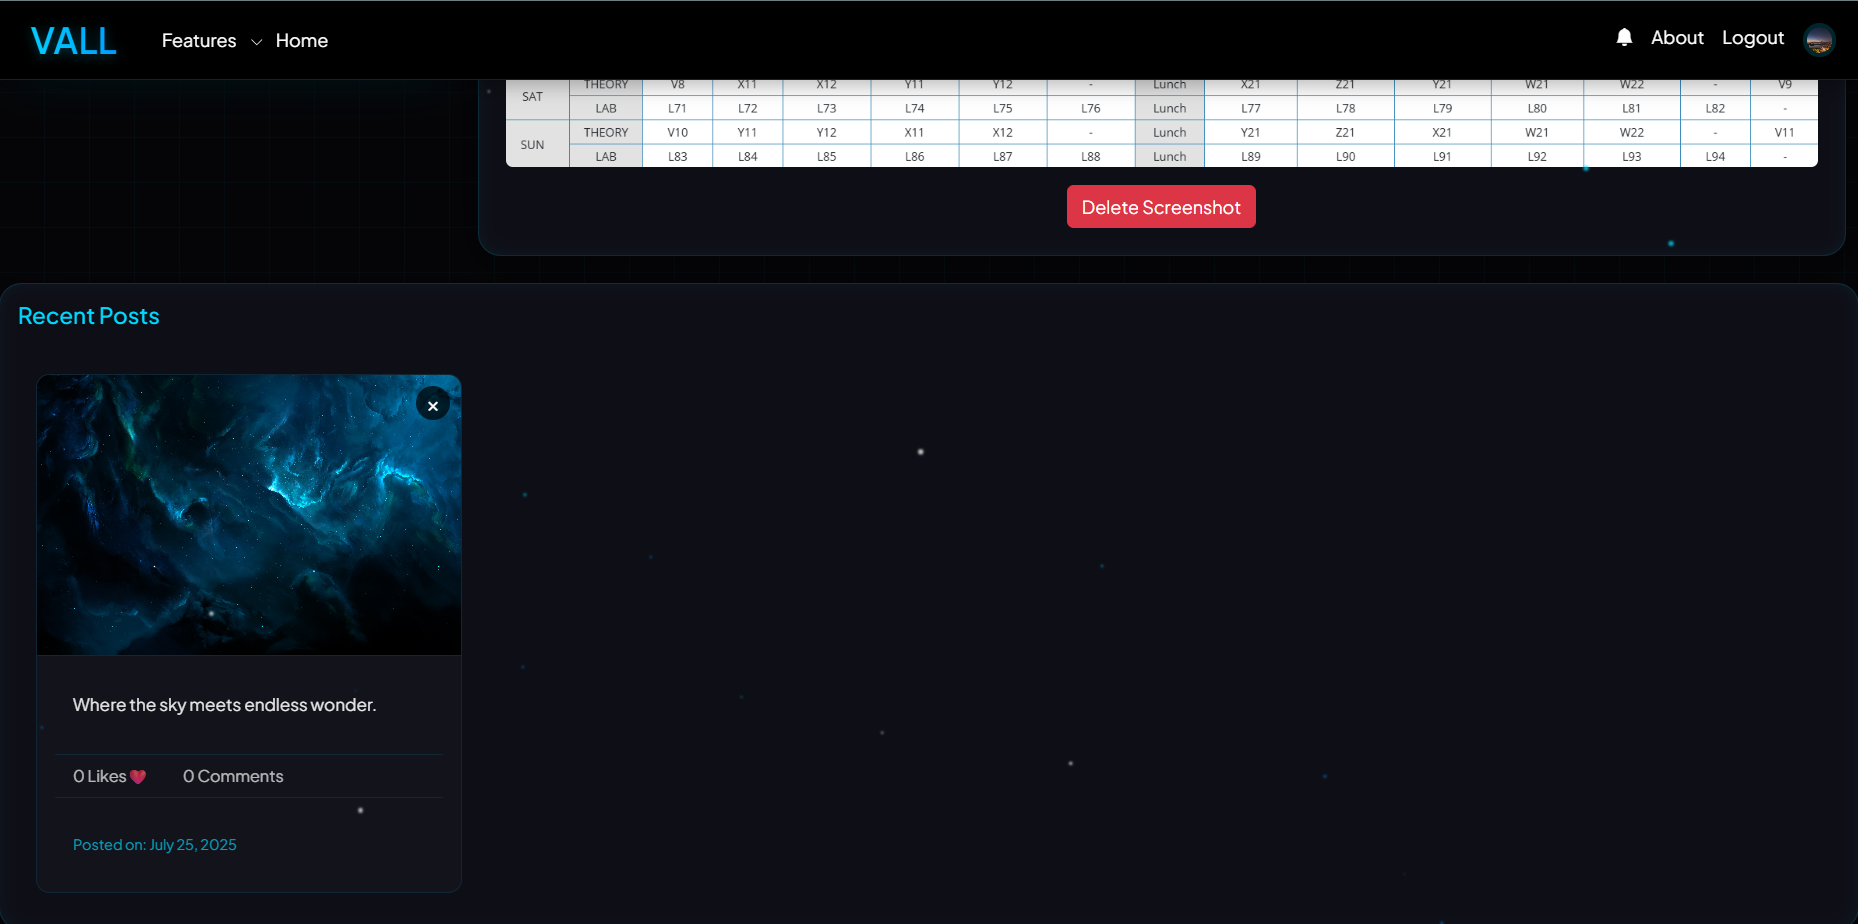 VALL Features Home About Logout
SAT THEORY V8 X11 X12 Y11 Y12 - Lunch X21 Z21 Y21 W21 W22 - V9
LAB L71 L72 L73 L74 L75 L76 Lunch L77 L78 L79 L80 L81 L82 -
SUN THEORY V10 Y11 Y12 X11 X12 - Lunch Y21 Z21 X21 W21 W22 - V11
LAB L83 L84 L85 L86 L87 L88 Lunch L89 L90 L91 L92 L93 L94 -
Delete Screenshot
Recent Posts
Where the sky meets endless wonder.
0 Likes 0 Comments
Posted on: July 25, 2025